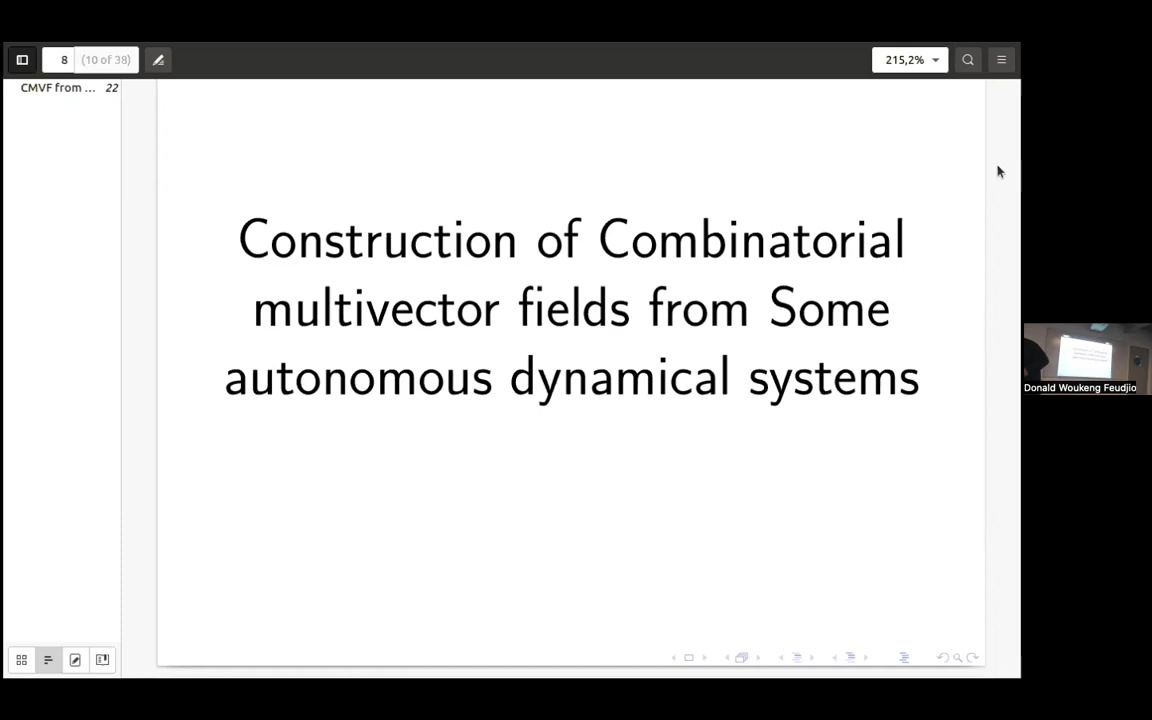 8 (10 of 38)
215,2%
CMVF from ... 22
Construction of Combinatorial
multivector fields from Some
autonomous dynamical systems
Donald Woukeng Feudjio